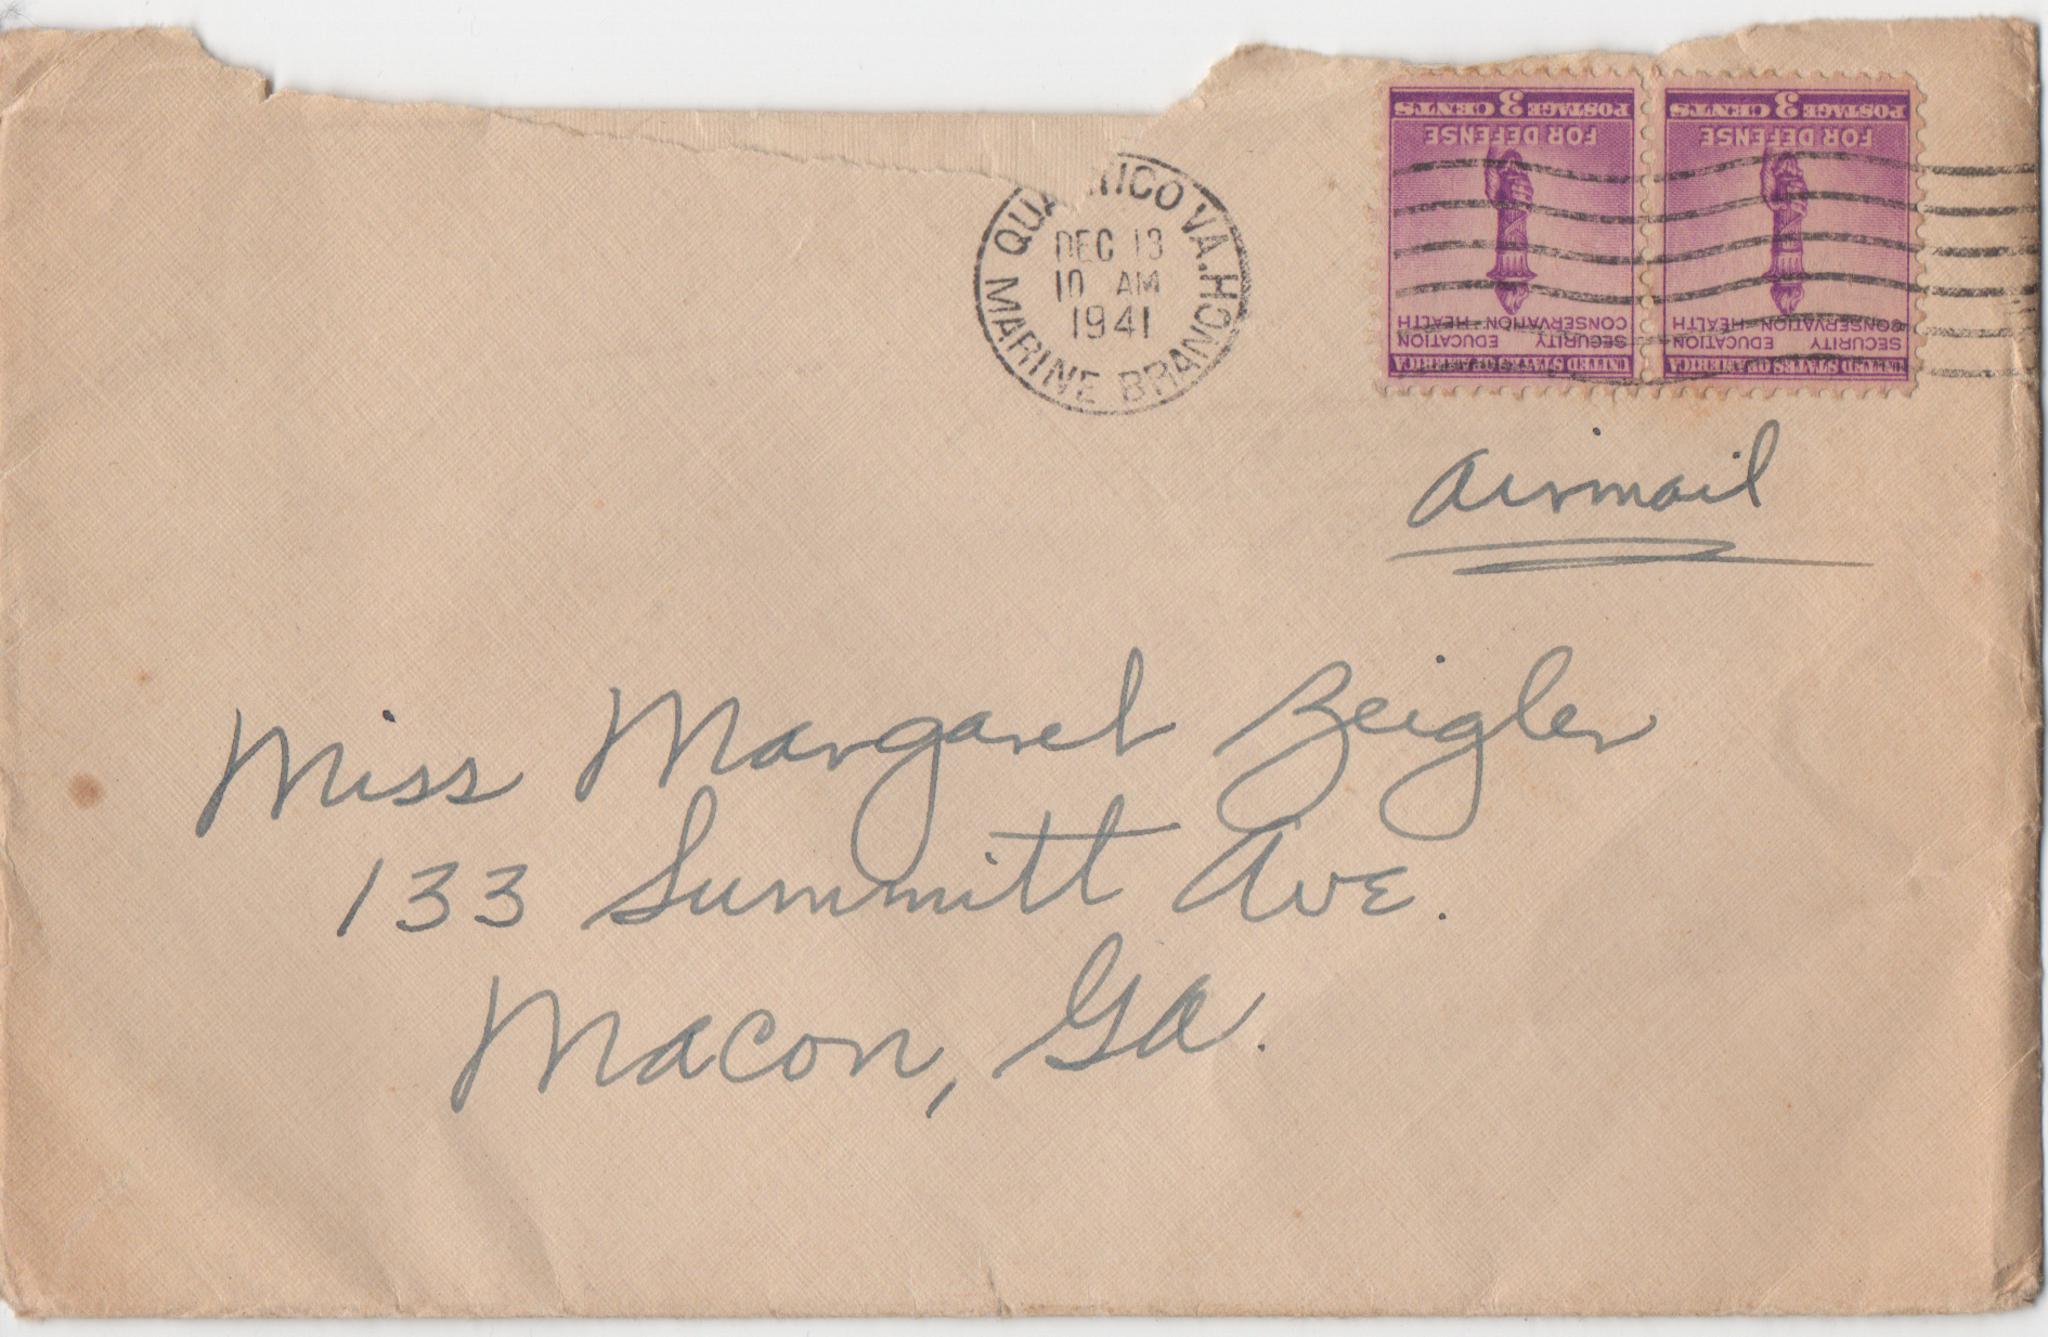 QUANTICO VA. HDQ.
MARINE BRANCH
DEC 13
10 AM
1941
POSTAGE 3 CENTS
FOR DEFENSE
SECURITY EDUCATION
CONSERVATION HEALTH
UNITED STATES OF AMERICA
POSTAGE 3 CENTS
FOR DEFENSE
SECURITY EDUCATION
CONSERVATION HEALTH
UNITED STATES OF AMERICA
airmail
Miss Margaret Zeigler
133 Summitt Ave.
Macon, Ga.